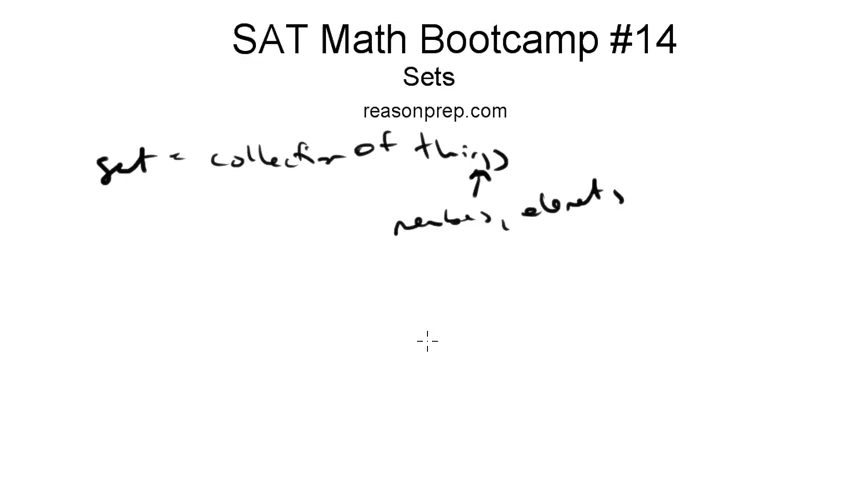 SAT Math Bootcamp #14
Sets
reasonprep.com
set = collection of things
members, elements